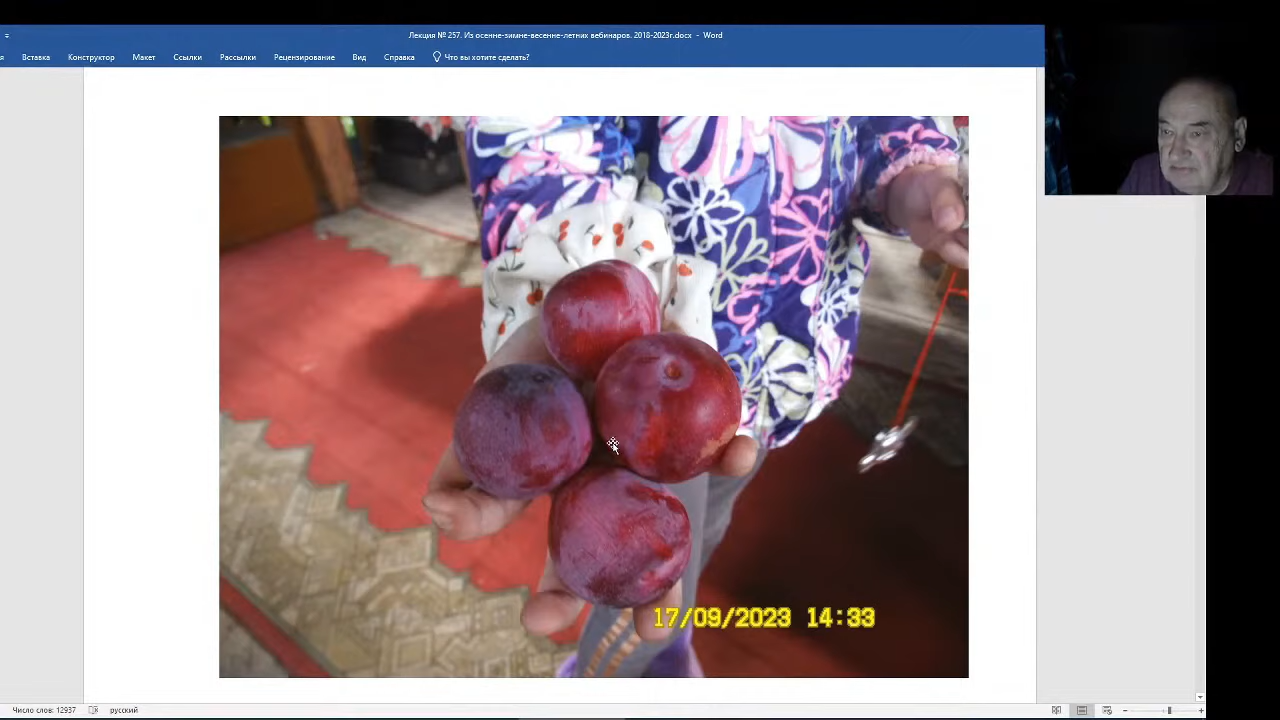 Лекция № 257. Из осенне-зимне-весенне-летних вебинаров. 2018-2023г.docx - Word
Вставка Конструктор Макет Ссылки Рассылки Рецензирование Вид Справка Что вы хотите сделать?
17/09/2023 14:33
Число слов: 12937 русский